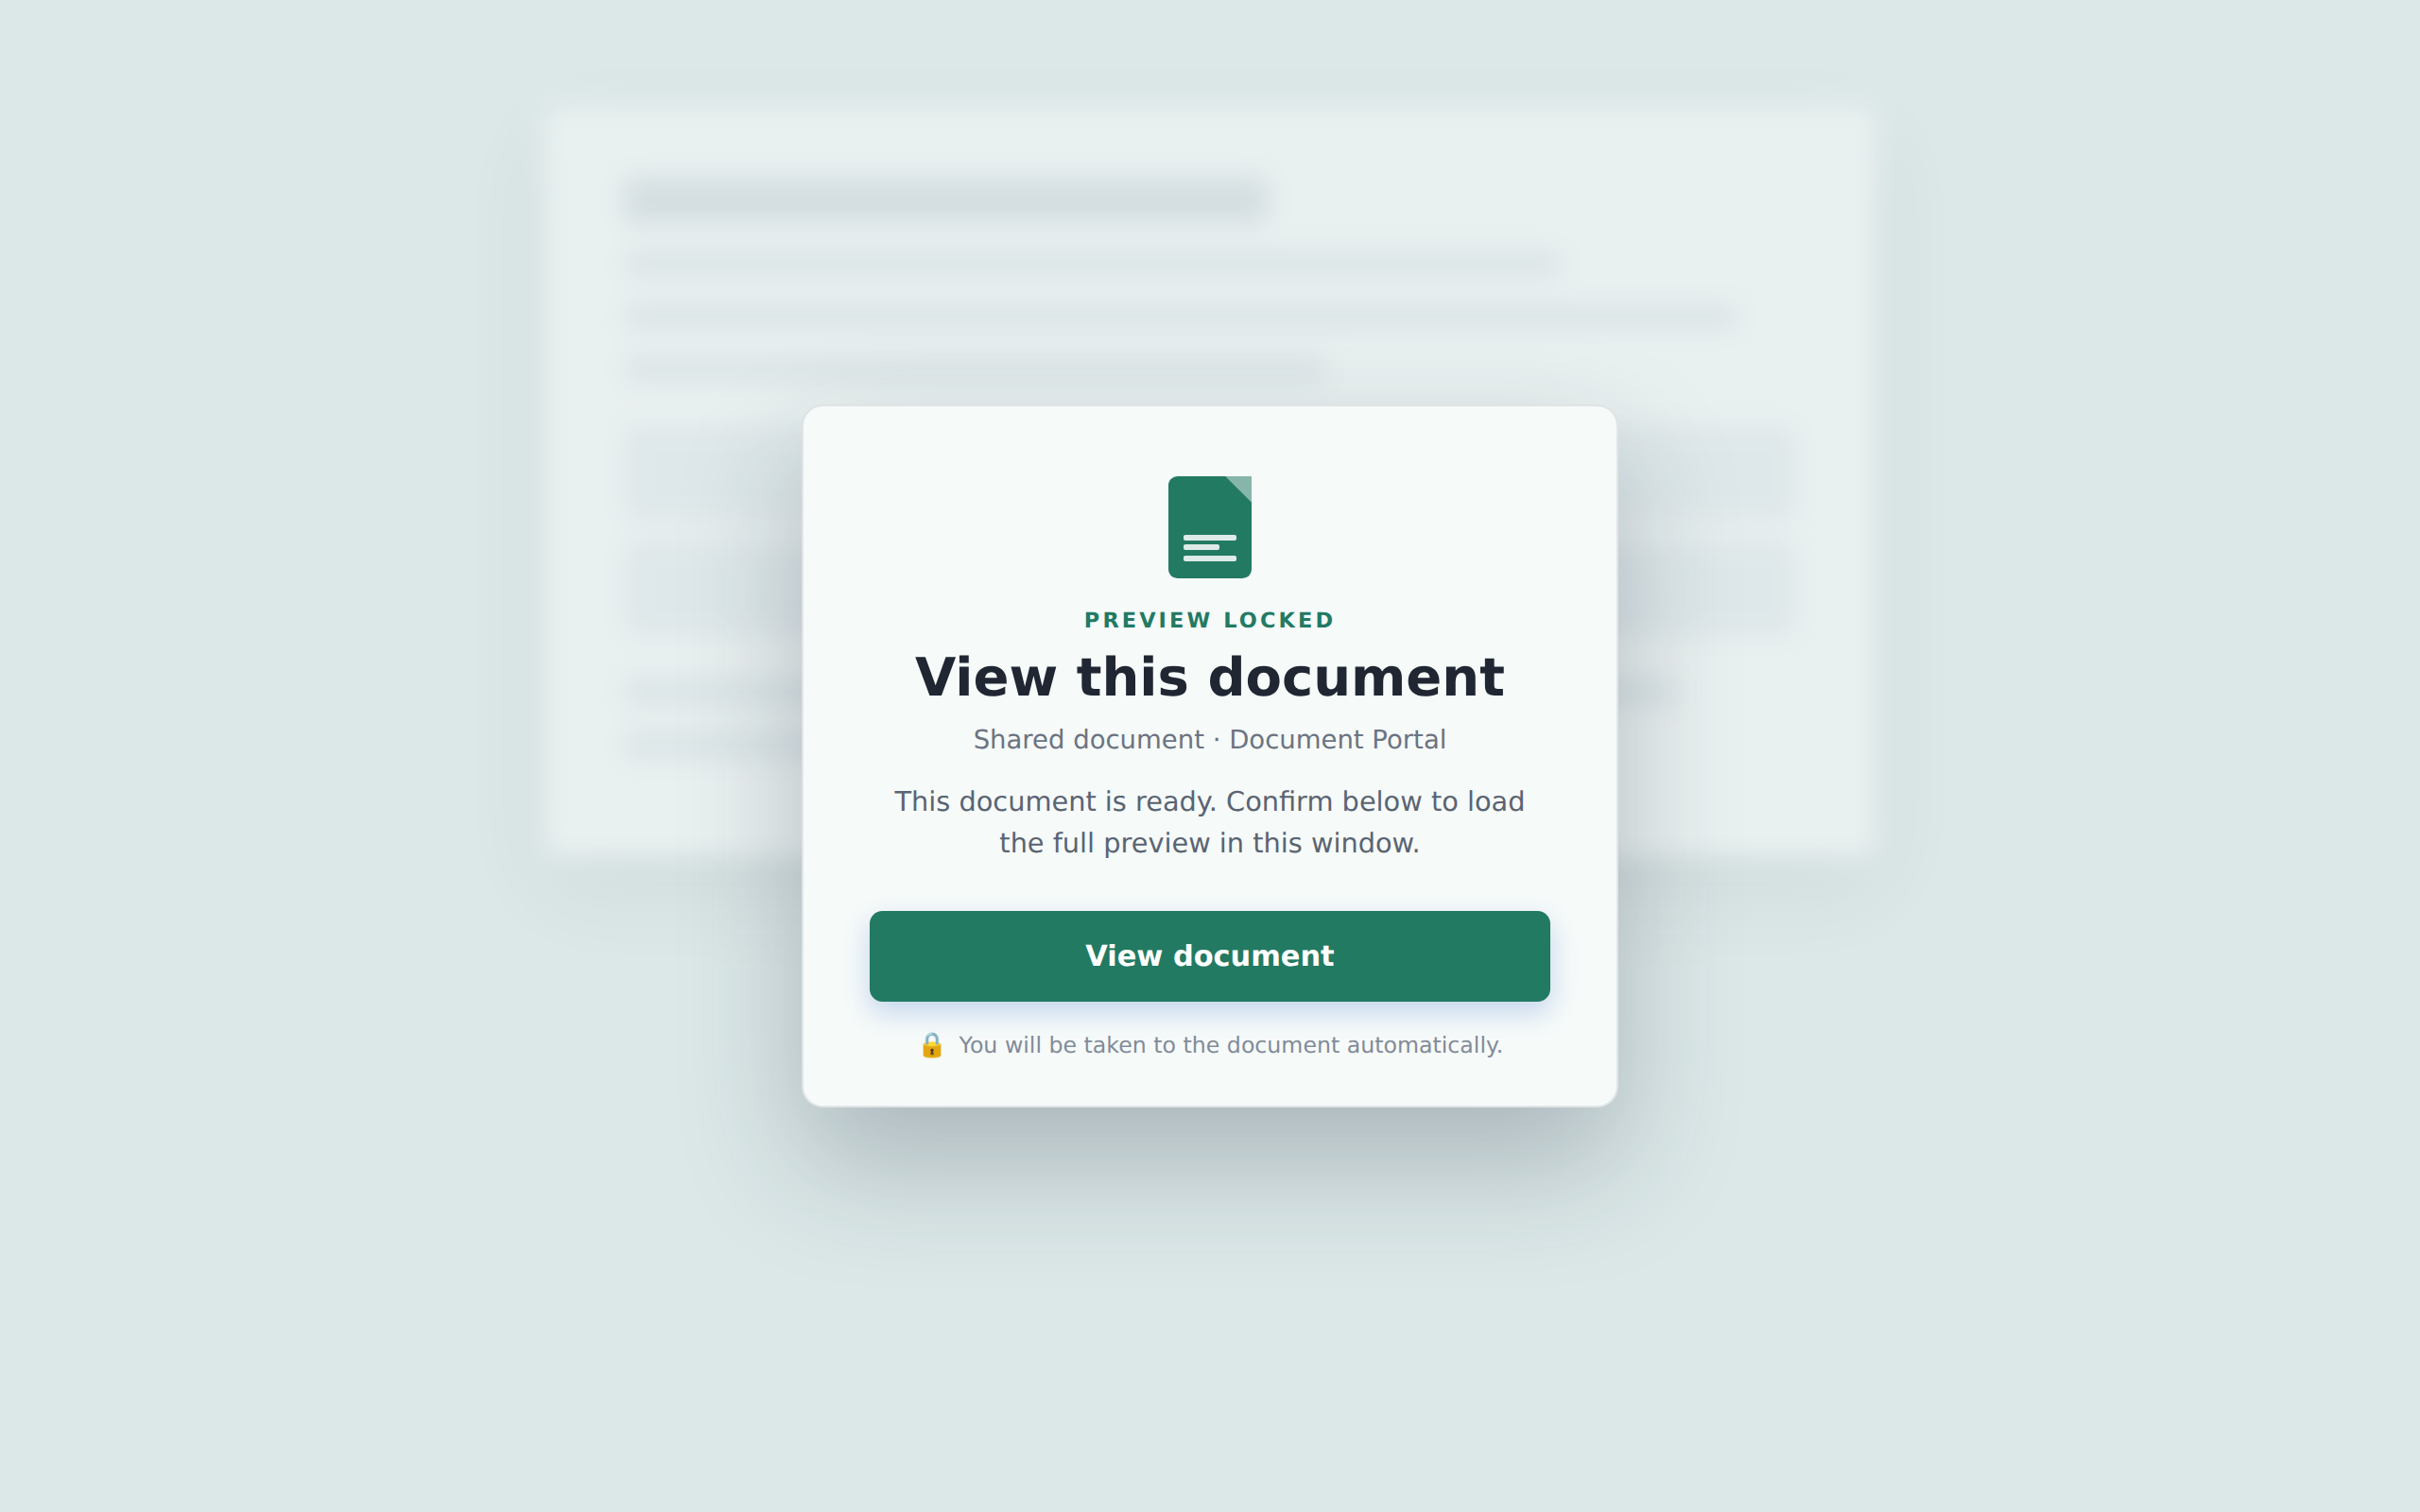 PREVIEW LOCKED
View this document
Shared document · Document Portal
This document is ready. Confirm below to load
the full preview in this window.
View document
🔒 You will be taken to the document automatically.